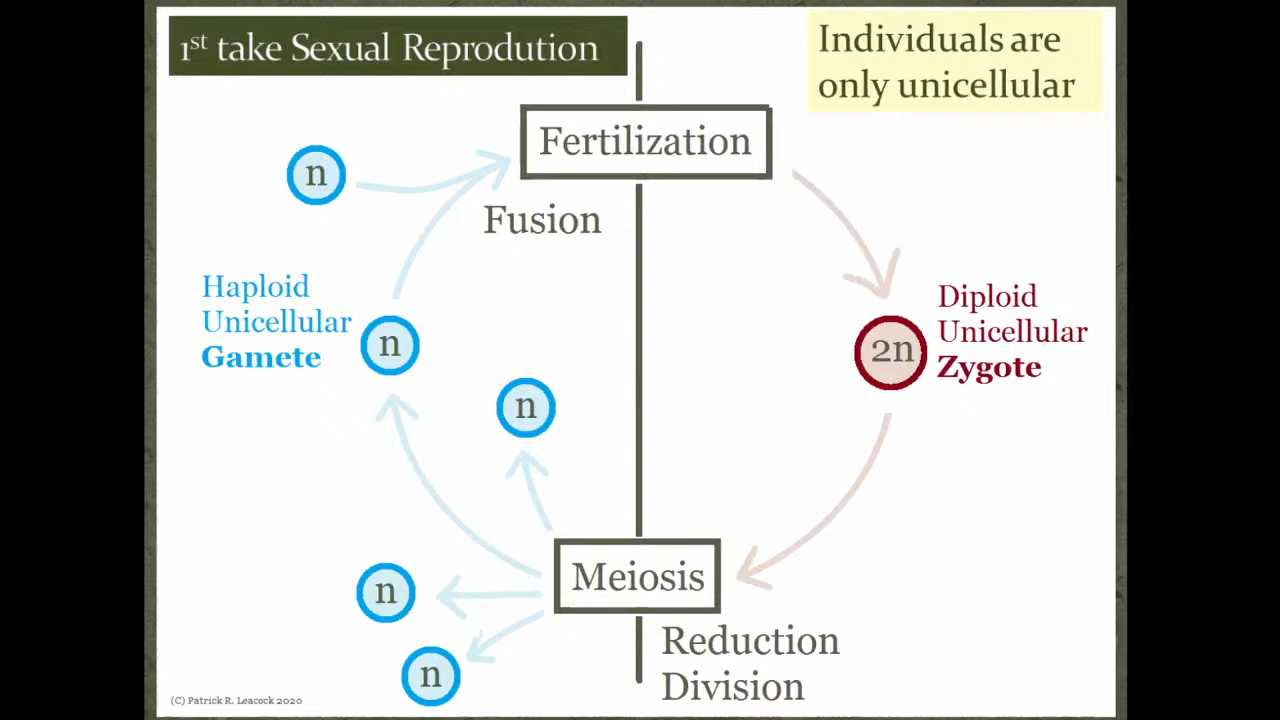 1st take Sexual Reprodution
Individuals are
only unicellular
Fertilization
n
Fusion
Haploid
Unicellular
Gamete
n
n
Diploid
Unicellular
Zygote
2n
Meiosis
n
n
Reduction
Division
(C) Patrick R. Leacock 2020